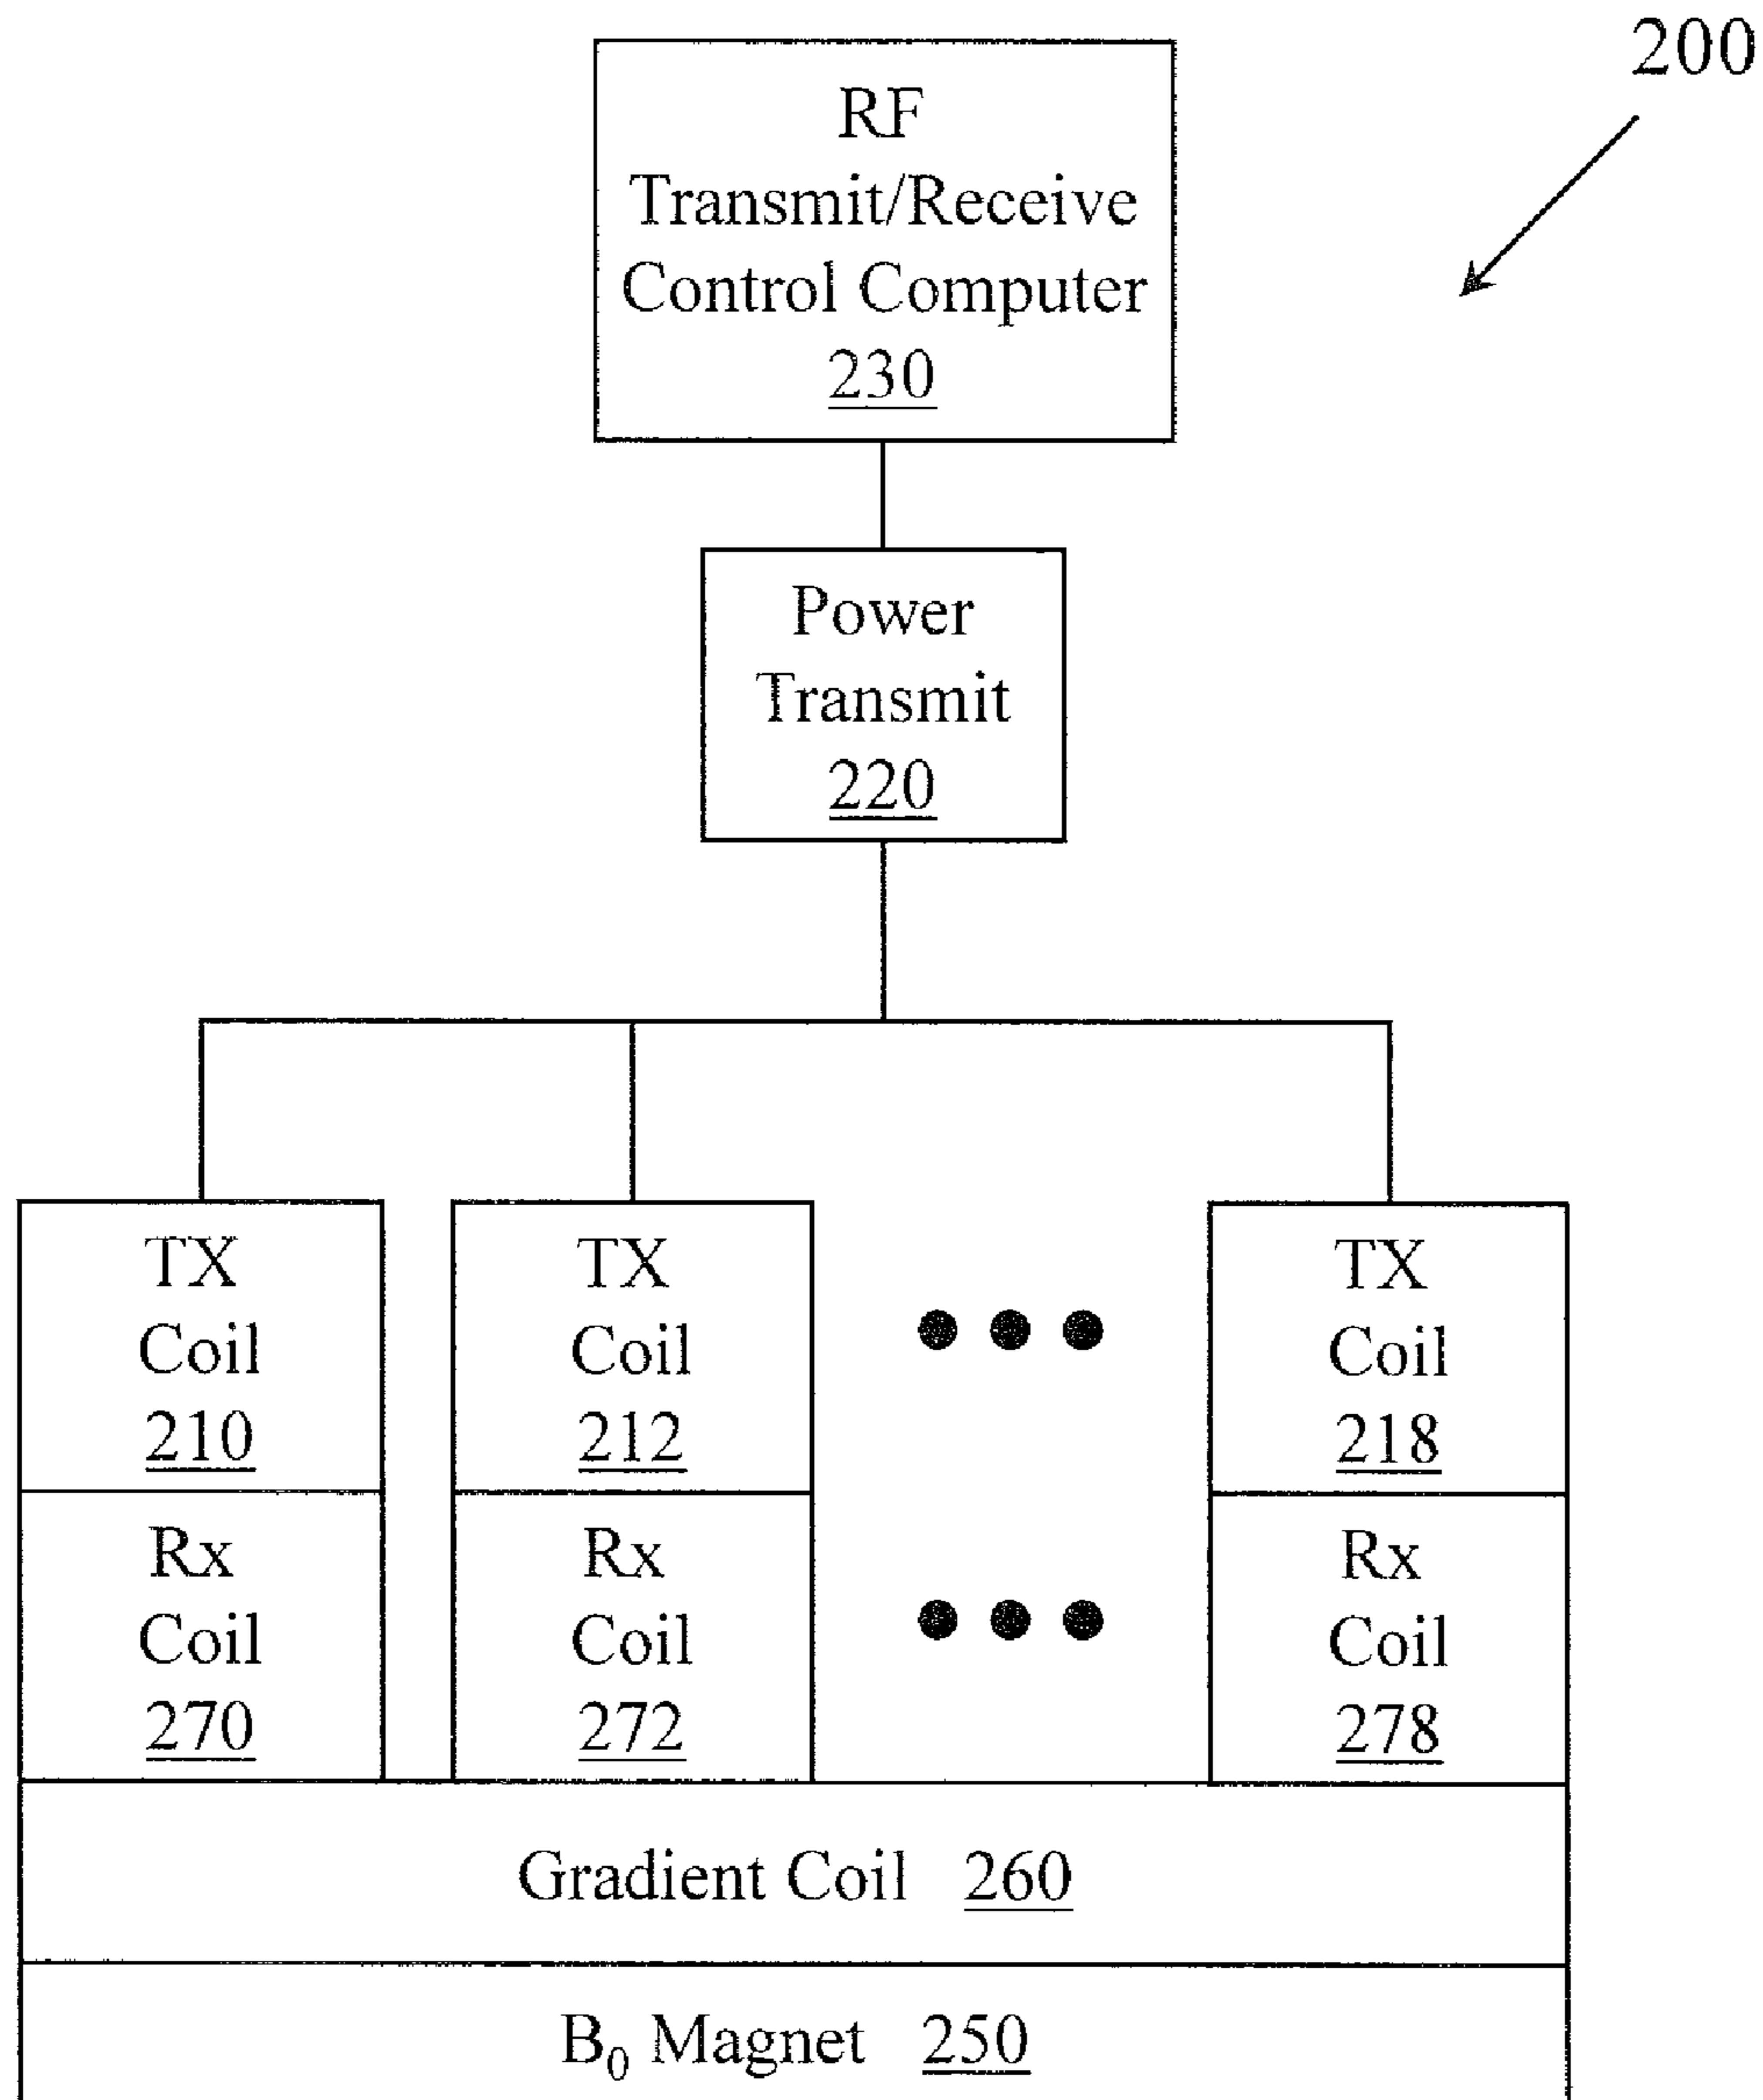 200
RF
Transmit/Receive
Control Computer
230
Power
Transmit
220
TX
Coil
210
TX
Coil
212
TX
Coil
218
Rx
Coil
270
Rx
Coil
272
Rx
Coil
278
Gradient Coil 260
B₀ Magnet 250